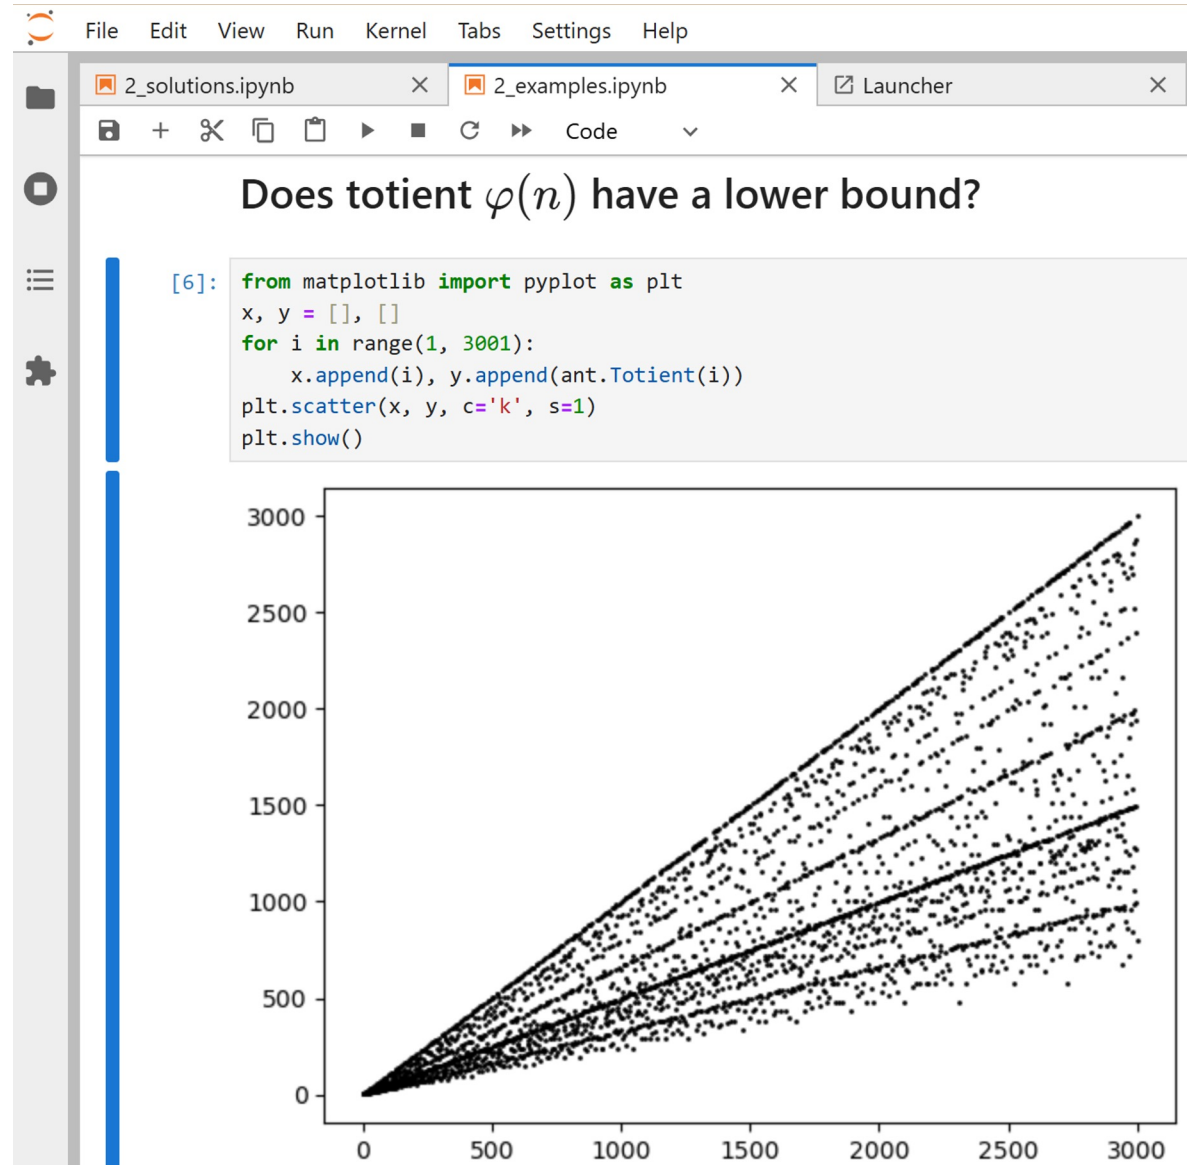 File Edit View Run Kernel Tabs Settings Help
2_solutions.ipynb 2_examples.ipynb Launcher
Code
Does totient φ(n) have a lower bound?
[6]: from matplotlib import pyplot as plt
x, y = [], []
for i in range(1, 3001):
    x.append(i), y.append(ant.Totient(i))
plt.scatter(x, y, c='k', s=1)
plt.show()
3000
2500
2000
1500
1000
500
0
0 500 1000 1500 2000 2500 3000